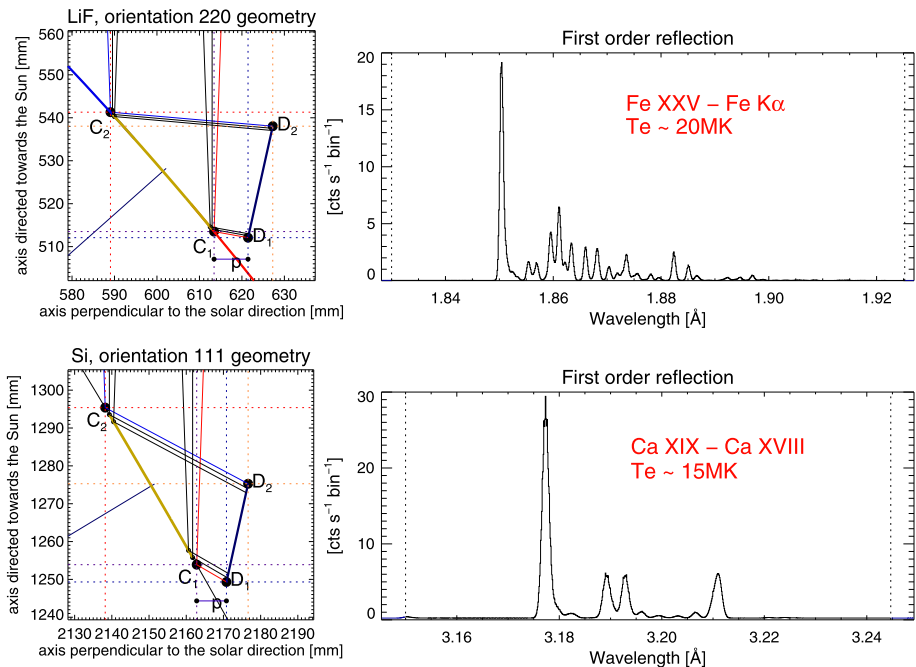 LiF, orientation 220 geometry
axis directed towards the Sun [mm]
560
550
540
530
520
510
C2
D2
C1
D1
p
580 590 600 610 620 630
axis perpendicular to the solar direction [mm]
First order reflection
[cts s−1 bin−1]
20
15
10
5
0
Fe XXV − Fe Kα
Te ~ 20MK
1.84 1.86 1.88 1.90 1.92
Wavelength [Å]
Si, orientation 111 geometry
axis directed towards the Sun [mm]
1300
1290
1280
1270
1260
1250
1240
C2
D2
C1
D1
p
2130 2140 2150 2160 2170 2180 2190
axis perpendicular to the solar direction [mm]
First order reflection
[cts s−1 bin−1]
30
20
10
0
Ca XIX − Ca XVIII
Te ~ 15MK
3.16 3.18 3.20 3.22 3.24
Wavelength [Å]